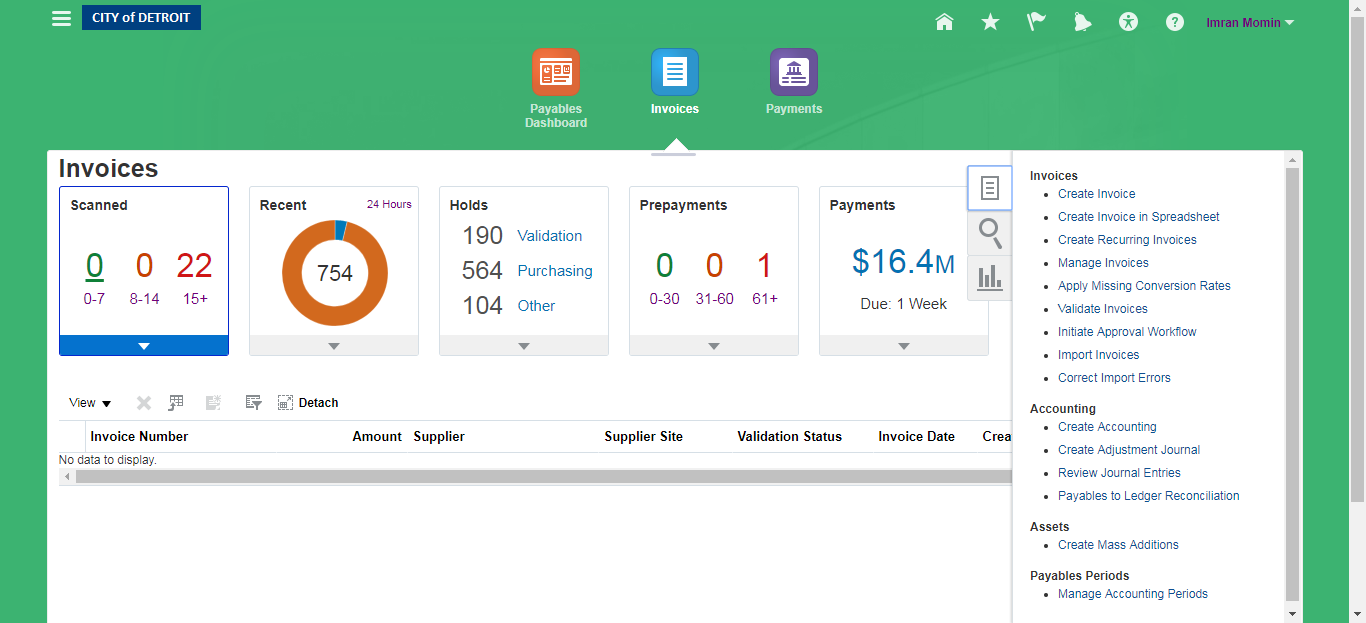 CITY of DETROIT
Imran Momin
Payables
Dashboard
Invoices
Payments
Invoices
Scanned
0 0 22
0-7 8-14 15+
Recent 24 Hours
754
Holds
190 Validation
564 Purchasing
104 Other
Prepayments
0 0 1
0-30 31-60 61+
Payments
$16.4M
Due: 1 Week
View
Detach
Invoice Number Amount Supplier Supplier Site Validation Status Invoice Date Crea
No data to display.
Invoices
Create Invoice
Create Invoice in Spreadsheet
Create Recurring Invoices
Manage Invoices
Apply Missing Conversion Rates
Validate Invoices
Initiate Approval Workflow
Import Invoices
Correct Import Errors
Accounting
Create Accounting
Create Adjustment Journal
Review Journal Entries
Payables to Ledger Reconciliation
Assets
Create Mass Additions
Payables Periods
Manage Accounting Periods